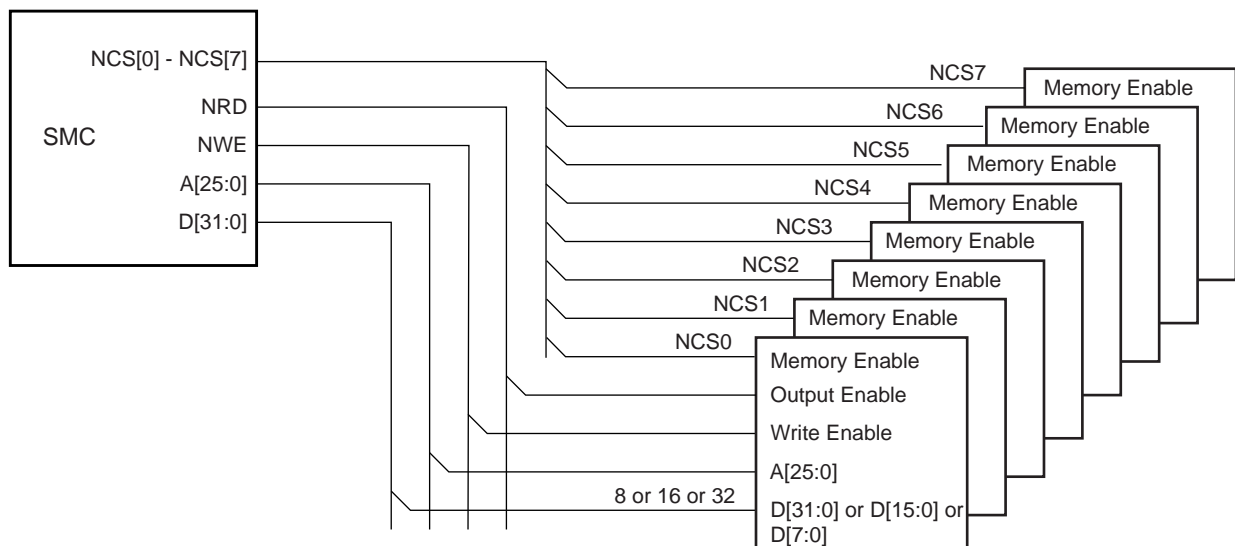 NCS[0] - NCS[7]
NRD
SMC
NWE
A[25:0]
D[31:0]
NCS7
Memory Enable
NCS6
Memory Enable
NCS5
Memory Enable
NCS4
Memory Enable
NCS3
Memory Enable
NCS2
Memory Enable
NCS1
Memory Enable
NCS0
Memory Enable
Output Enable
Write Enable
A[25:0]
8 or 16 or 32
D[31:0] or D[15:0] or
D[7:0]